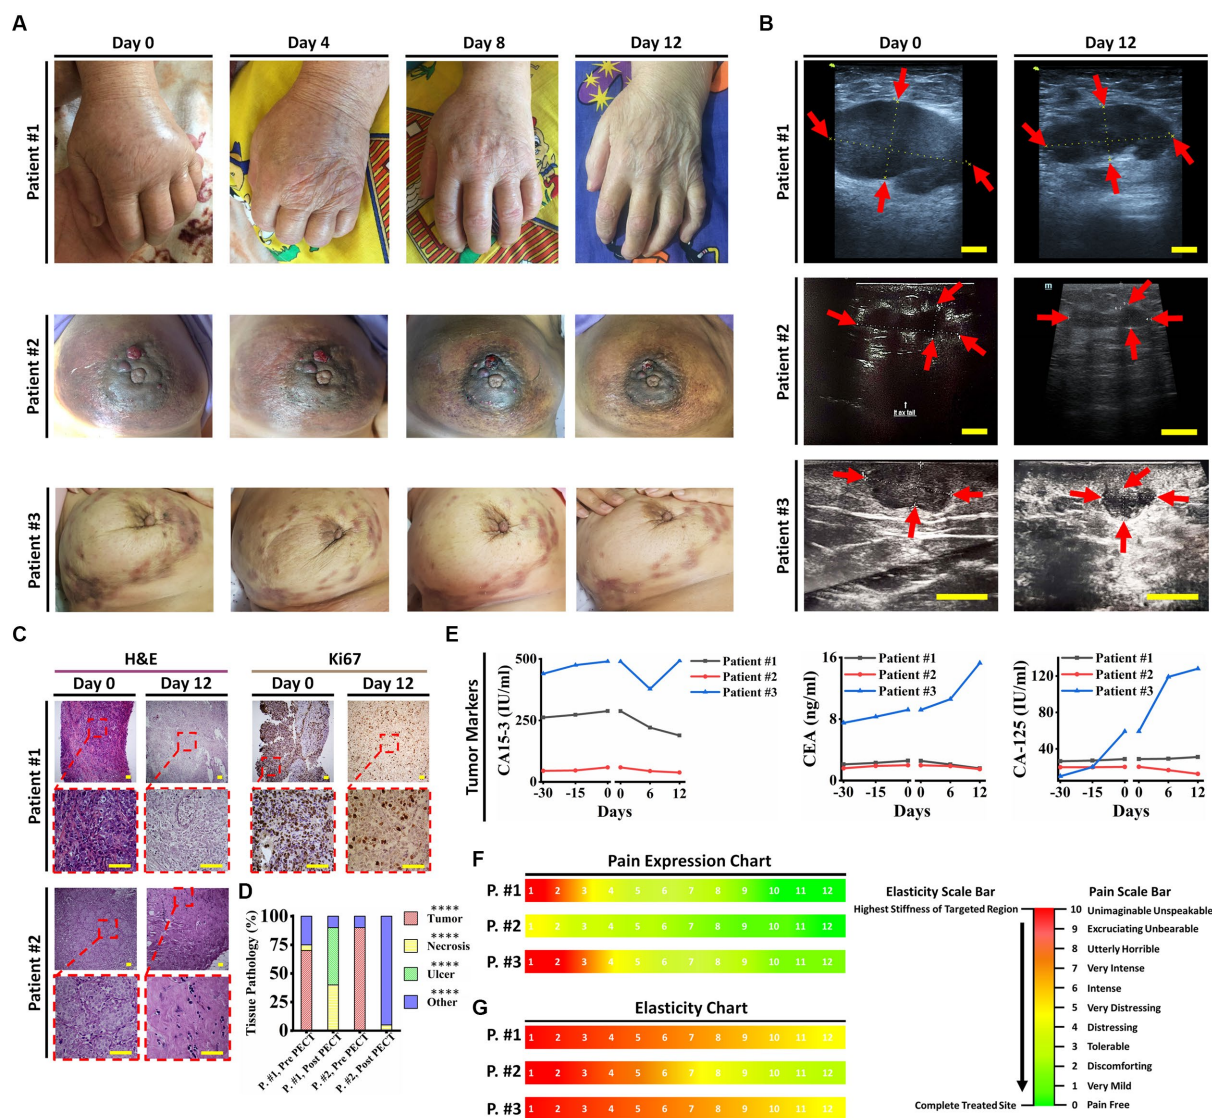 A
Day 0
Day 4
Day 8
Day 12
Patient #1
Patient #2
Patient #3
B
Day 0
Day 12
Patient #1
Patient #2
m
lt ax tail
Patient #3
C
H&E
Ki67
Day 0
Day 12
Day 0
Day 12
Patient #1
Patient #2
D
Tissue Pathology (%)
100
75
50
25
0
P. #1, Pre PECT
P. #1, Post PECT
P. #2, Pre PECT
P. #2, Post PECT
****
Tumor
****
Necrosis
****
Ulcer
****
Other
E
Tumor Markers
CA15-3 (IU/ml)
500
250
0
-30 -15 0 0 6 12
Days
Patient #1
Patient #2
Patient #3
CEA (ng/ml)
16
8
0
-30 -15 0 0 6 12
Days
Patient #1
Patient #2
Patient #3
CA-125 (IU/ml)
120
80
40
-30 -15 0 0 6 12
Days
Patient #1
Patient #2
Patient #3
F
Pain Expression Chart
P. #1 1 2 3 4 5 6 7 8 9 10 11 12
P. #2 1 2 3 4 5 6 7 8 9 10 11 12
P. #3 1 2 3 4 5 6 7 8 9 10 11 12
G
Elasticity Chart
P. #1 1 2 3 4 5 6 7 8 9 10 11 12
P. #2 1 2 3 4 5 6 7 8 9 10 11 12
P. #3 1 2 3 4 5 6 7 8 9 10 11 12
Elasticity Scale Bar
Highest Stiffness of Targeted Region
Complete Treated Site
Pain Scale Bar
10 Unimaginable Unspeakable
9 Excruciating Unbearable
8 Utterly Horrible
7 Very Intense
6 Intense
5 Very Distressing
4 Distressing
3 Tolerable
2 Discomforting
1 Very Mild
0 Pain Free